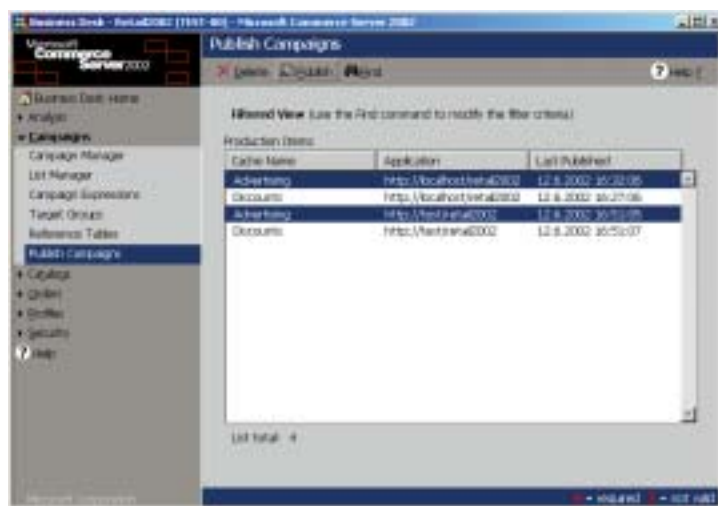 Business Desk - Retail2002 [TEST- - Microsoft Commerce Server 2002
Microsoft
Commerce
Server2002
Publish Campaigns
Delete Publish Find
Help
Business Desk Home
Analysis
Campaigns
Campaign Manager
List Manager
Campaign Expressions
Target Groups
Reference Tables
Publish Campaigns
Catalogs
Orders
Profiles
Security
Help
Filtered View (use the Find command to modify the filter criteria)
Production Items
Cache Name Application Last Published
Advertising http://localhost/retail2002 12.6.2002 16:32:06
Discounts http://localhost/retail2002 12.6.2002 16:27:06
Advertising http://test/retail2002 12.6.2002 16:51:05
Discounts http://test/retail2002 12.6.2002 16:51:07
List total: 4
Microsoft Corporation
- required - not valid